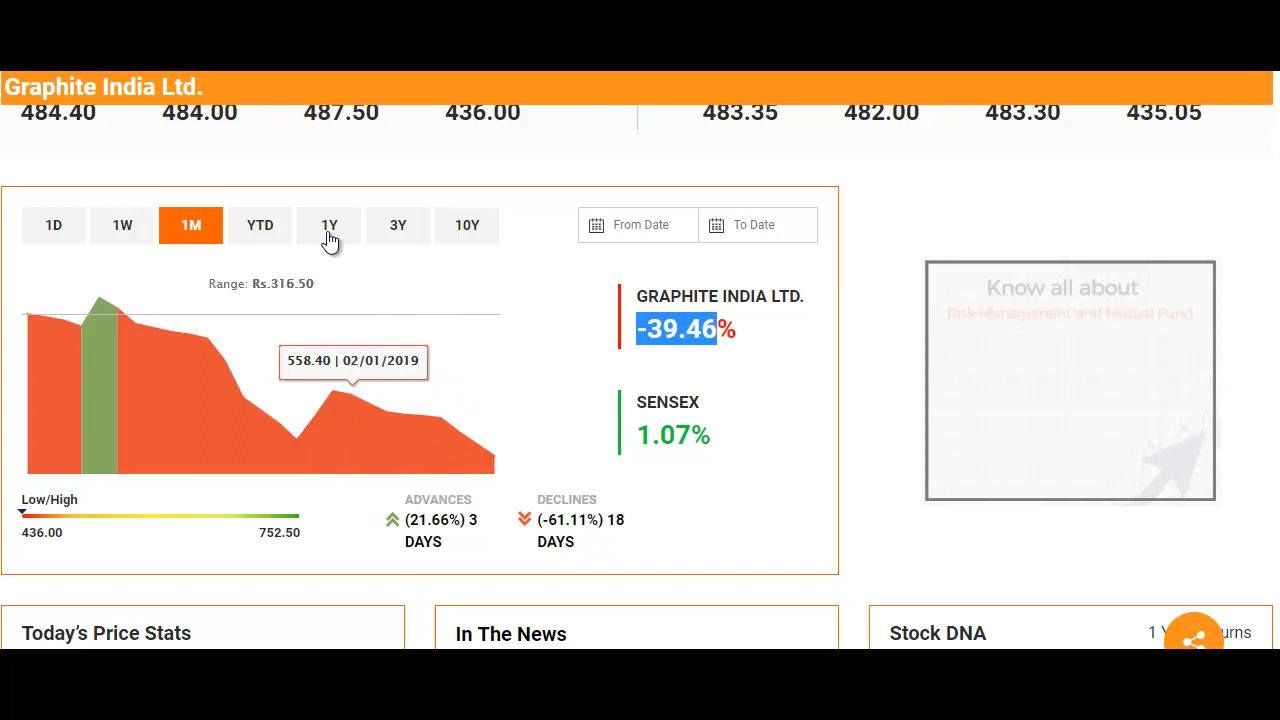 Graphite India Ltd.
484.40 484.00 487.50 436.00 483.35 482.00 483.30 435.05
1D 1W 1M YTD 1Y 3Y 10Y From Date To Date
Range: Rs.316.50
GRAPHITE INDIA LTD.
-39.46%
558.40 | 02/01/2019
SENSEX
1.07%
Low/High
436.00 752.50
ADVANCES
(21.66%) 3
DAYS
DECLINES
(-61.11%) 18
DAYS
Know all about
Risk Management and Mutual Fund
Today's Price Stats
In The News
Stock DNA
1 Y urns